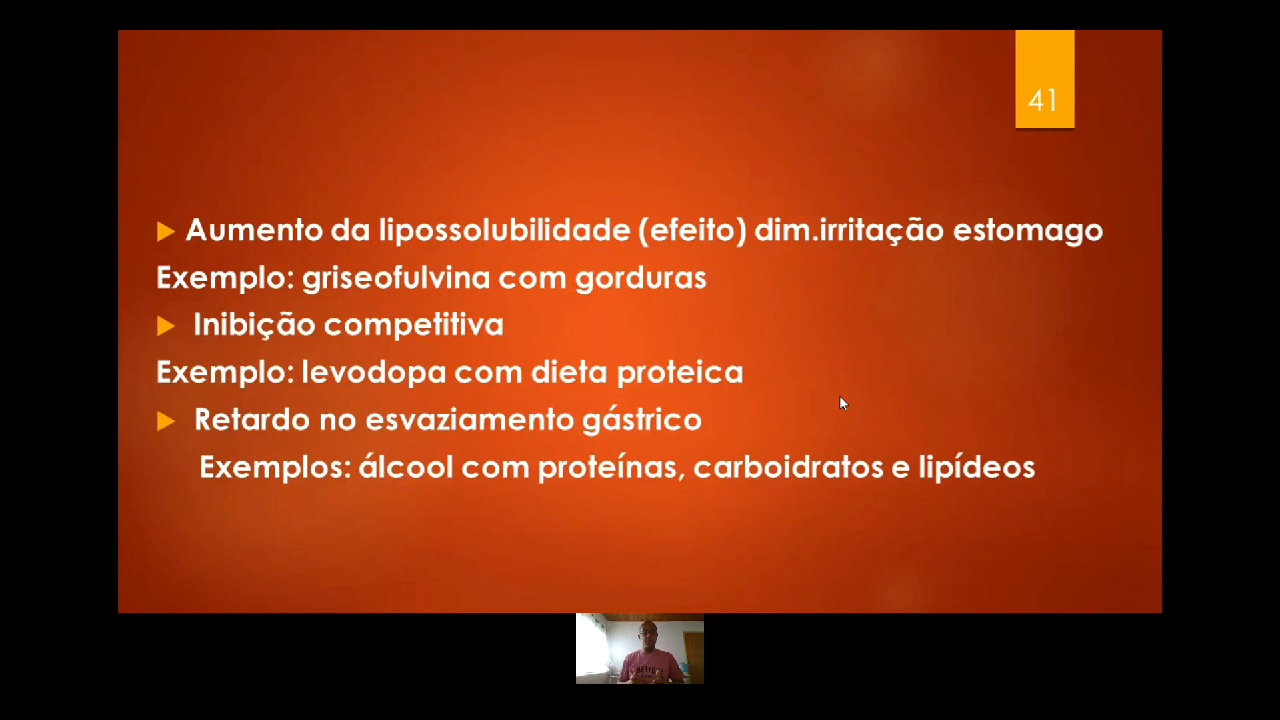 41
Aumento da lipossolubilidade (efeito) dim.irritação estomago
Exemplo: griseofulvina com gorduras
Inibição competitiva
Exemplo: levodopa com dieta proteica
Retardo no esvaziamento gástrico
Exemplos: álcool com proteínas, carboidratos e lipídeos